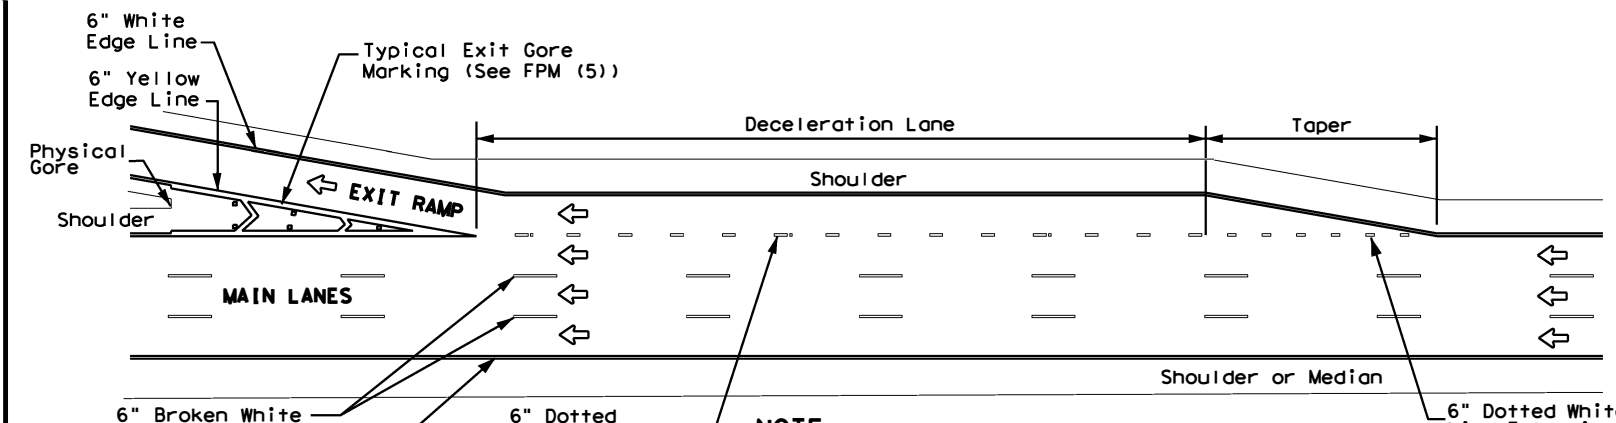 6" White
Edge Line
6" Yellow
Edge Line
Typical Exit Gore
Marking (See FPM (5))
Physical
Gore
Shoulder
EXIT RAMP
Deceleration Lane
Taper
Shoulder
MAIN LANES
Shoulder or Median
6" Broken White
6" Dotted
6" Dotted White